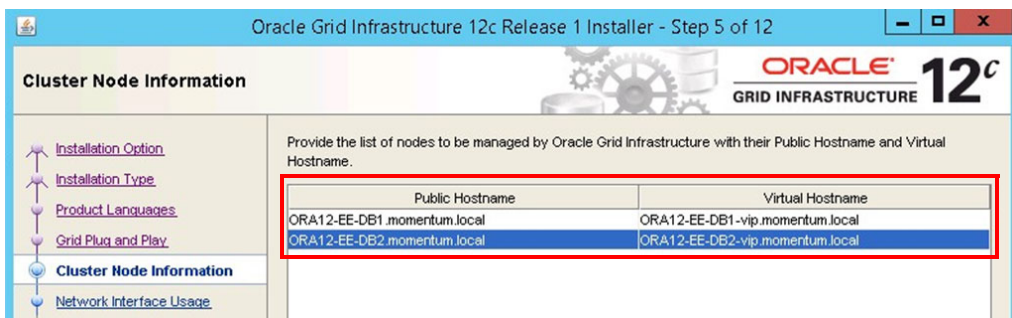 Oracle Grid Infrastructure 12c Release 1 Installer - Step 5 of 12
Cluster Node Information
ORACLE®
GRID INFRASTRUCTURE
12c
Installation Option
Installation Type
Product Languages
Grid Plug and Play
Cluster Node Information
Network Interface Usage
Provide the list of nodes to be managed by Oracle Grid Infrastructure with their Public Hostname and Virtual
Hostname.
Public Hostname Virtual Hostname
ORA12-EE-DB1.momentum.local ORA12-EE-DB1-vip.momentum.local
ORA12-EE-DB2.momentum.local ORA12-EE-DB2-vip.momentum.local